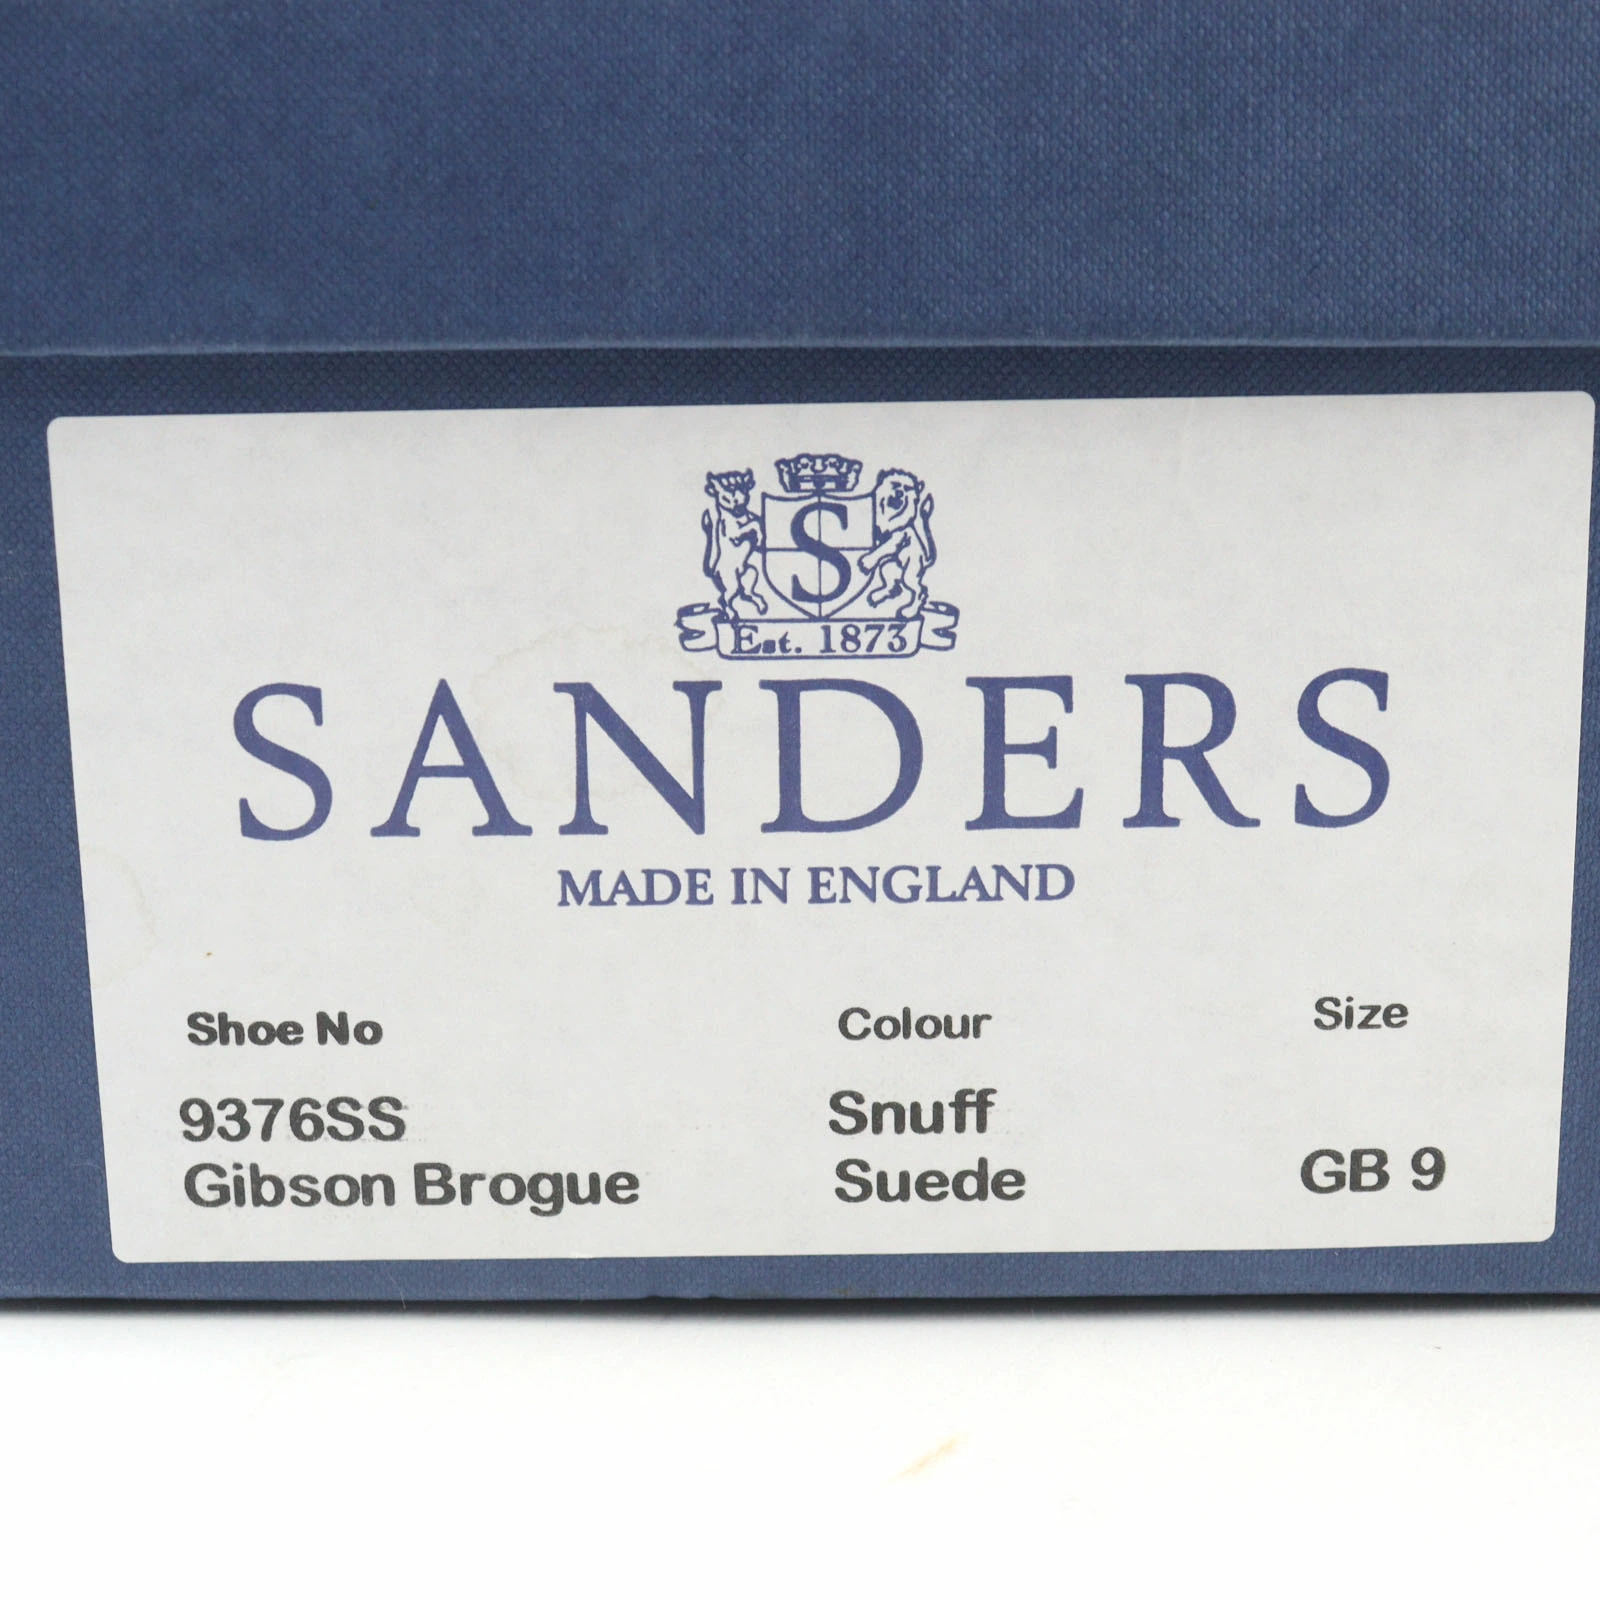 S
Est. 1873
SANDERS
MADE IN ENGLAND
Shoe No Colour Size
9376SS Snuff
Gibson Brogue Suede GB 9